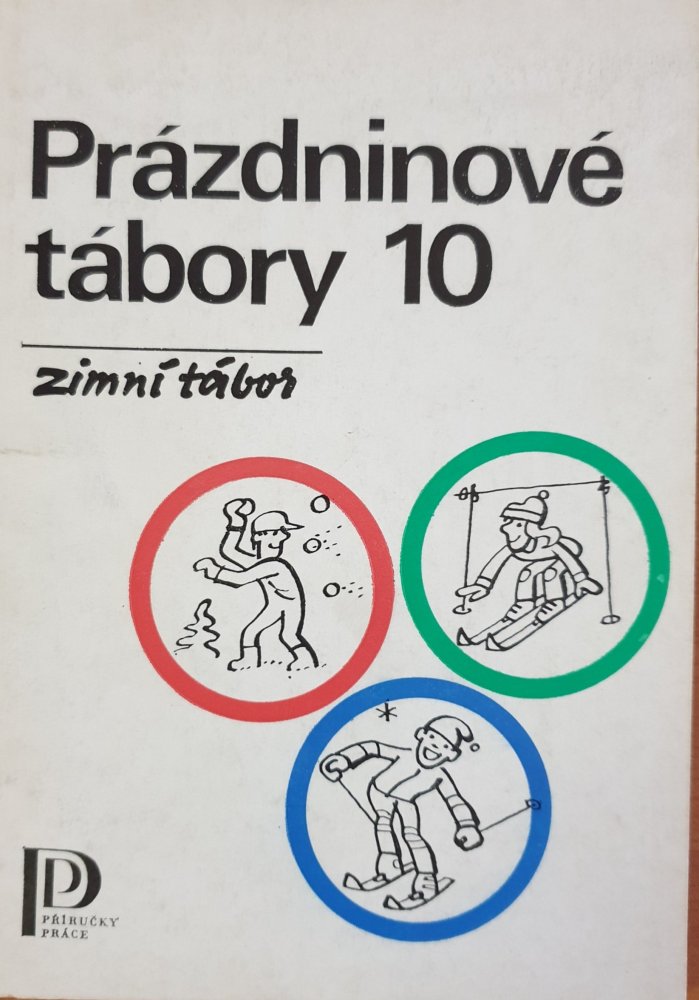 Prázdninové
tábory 10
zimní tábor
PŘÍRUČKY
PRÁCE